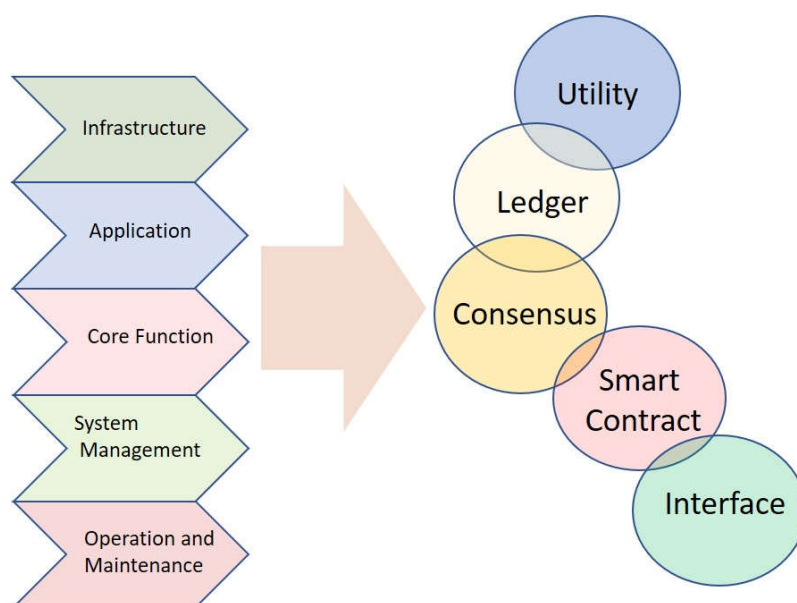 Infrastructure
Application
Core Function
System
Management
Operation and
Maintenance
Utility
Ledger
Consensus
Smart
Contract
Interface